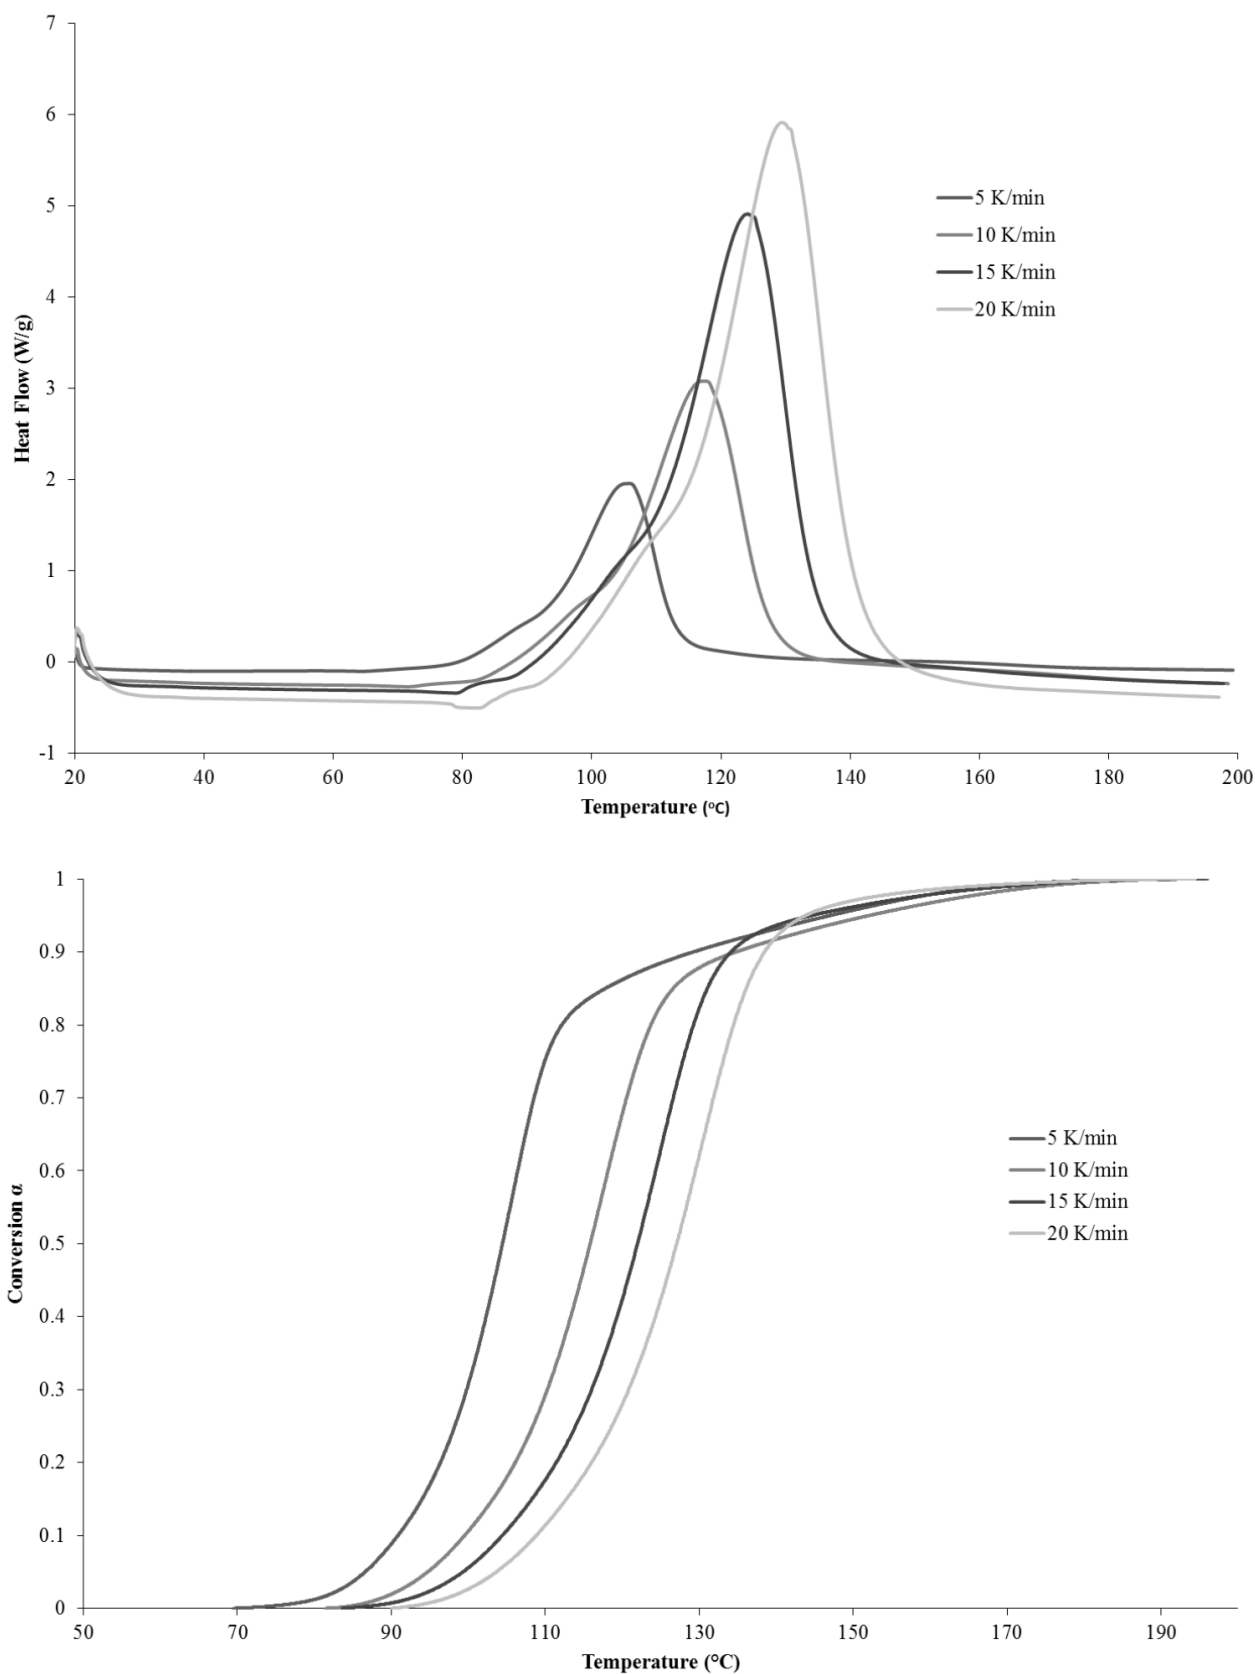 7
6
5
4
3
2
1
0
-1
Heat Flow (W/g)
5 K/min
10 K/min
15 K/min
20 K/min
20 40 60 80 100 120 140 160 180 200
Temperature (°C)
1
0.9
0.8
0.7
0.6
0.5
0.4
0.3
0.2
0.1
0
Conversion α
5 K/min
10 K/min
15 K/min
20 K/min
50 70 90 110 130 150 170 190
Temperature (°C)